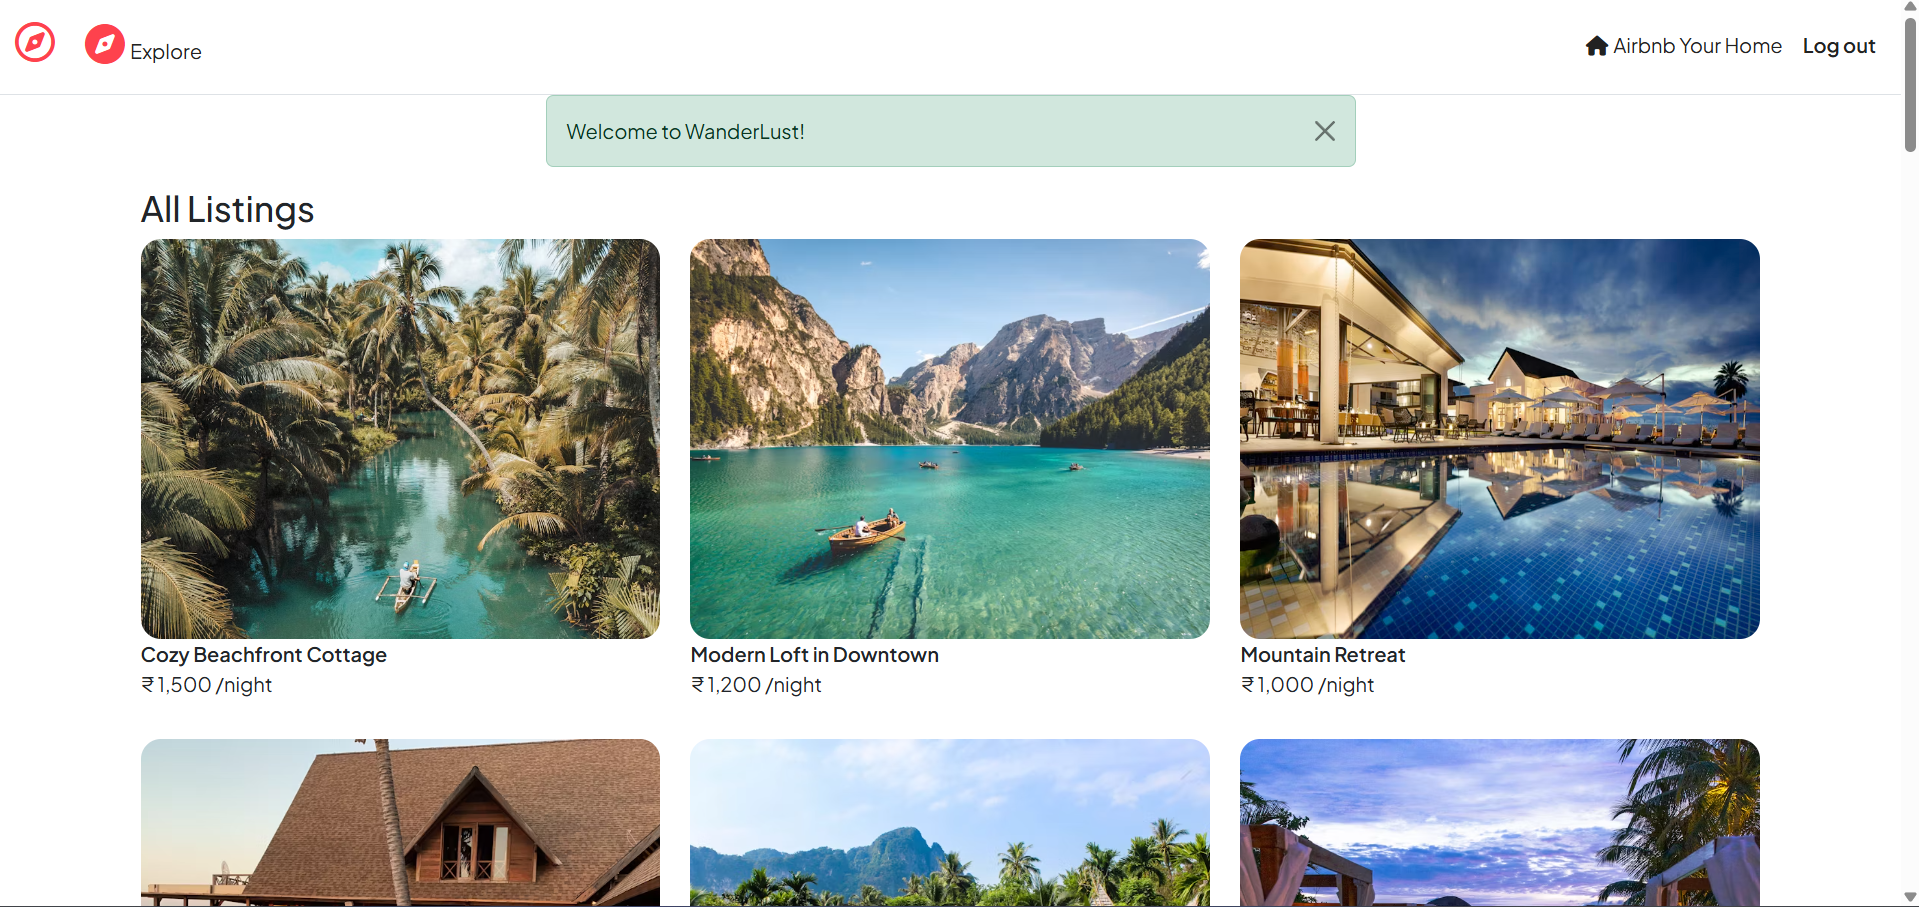 Explore
Airbnb Your Home
Log out
Welcome to WanderLust!
All Listings
Cozy Beachfront Cottage
₹1,500 /night
Modern Loft in Downtown
₹1,200 /night
Mountain Retreat
₹1,000 /night